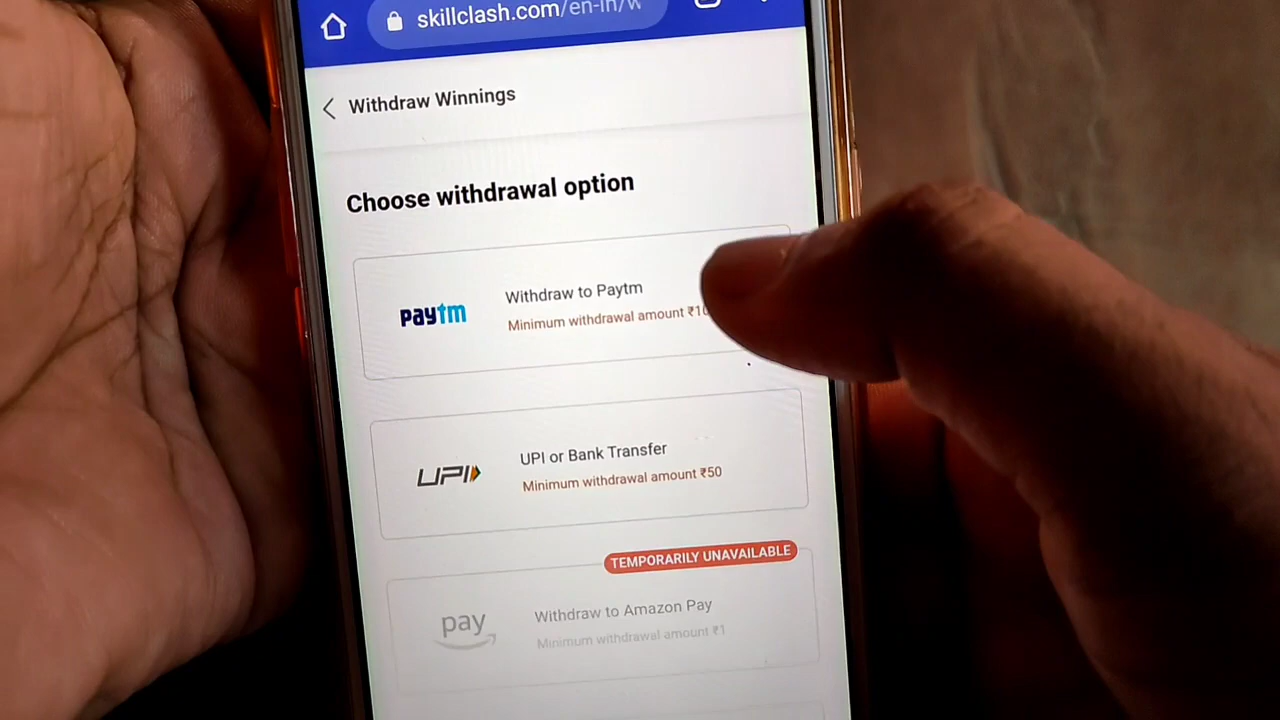 skillclash.com/en-in/w
Withdraw Winnings
Choose withdrawal option
paytm
Withdraw to Paytm
Minimum withdrawal amount ₹10
UPI
UPI or Bank Transfer
Minimum withdrawal amount ₹50
TEMPORARILY UNAVAILABLE
pay
Withdraw to Amazon Pay
Minimum withdrawal amount ₹1